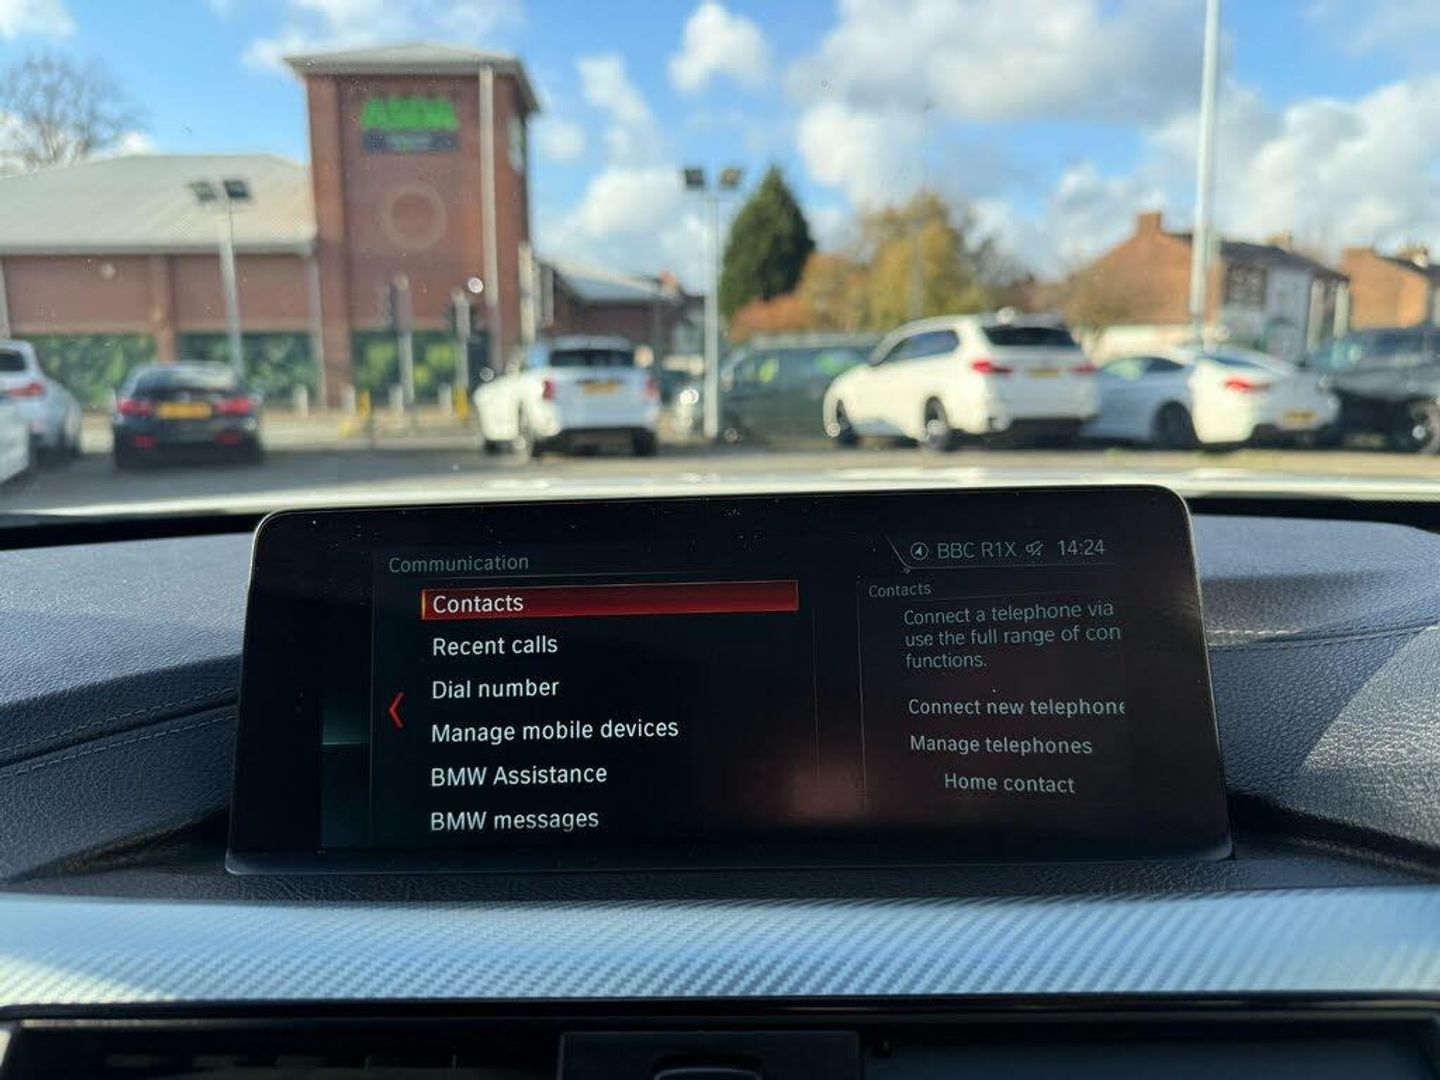 ASDA
Communication
BBC R1X 14:24
Contacts
Recent calls
Dial number
Manage mobile devices
BMW Assistance
BMW messages
Contacts
Connect a telephone via
use the full range of con
functions.
Connect new telephone
Manage telephones
Home contact